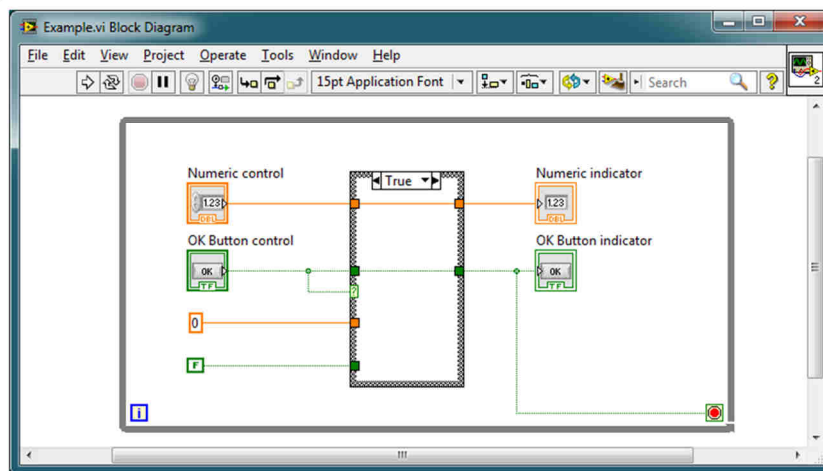 Example.vi Block Diagram
File Edit View Project Operate Tools Window Help
15pt Application Font Search 2
Numeric control True Numeric indicator
1.23 1.23
DBL DBL
OK Button control OK Button indicator
OK OK
TF TF
?
0
F
i